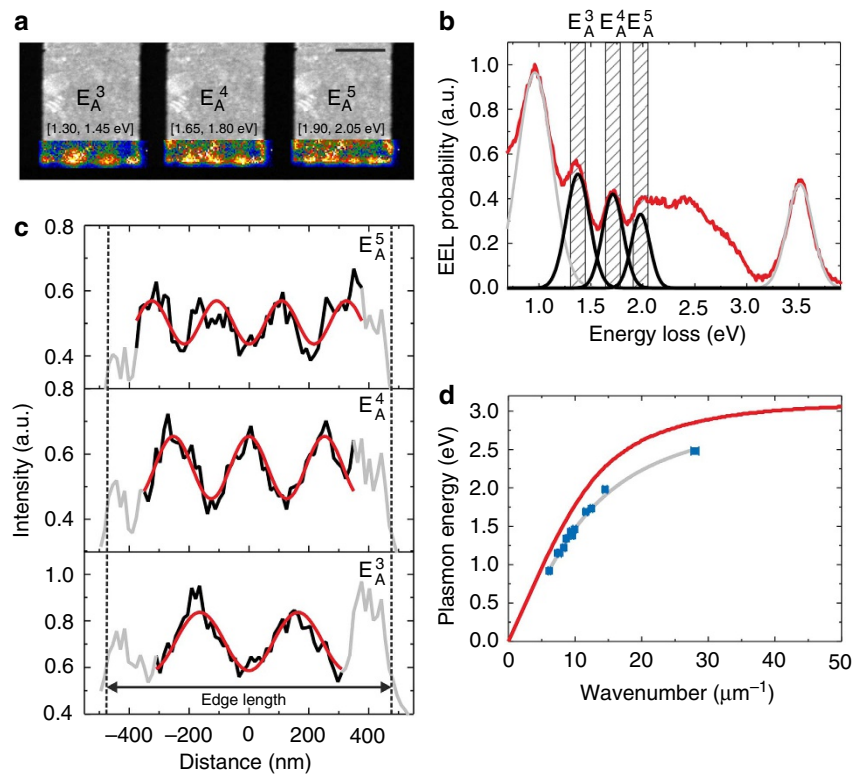 a
E_A^3 E_A^4 E_A^5
[1.30, 1.45 eV] [1.65, 1.80 eV] [1.90, 2.05 eV]
b
E_A^3 E_A^4 E_A^5
1.0
0.8
0.6
0.4
0.2
0.0
EEL probability (a.u.)
1.0 1.5 2.0 2.5 3.0 3.5
Energy loss (eV)
c
E_A^5
0.8
0.6
0.4
E_A^4
0.8
0.6
0.4
E_A^3
1.0
0.8
0.6
0.4
Intensity (a.u.)
Edge length
−400 −200 0 200 400
Distance (nm)
d
3.0
2.5
2.0
1.5
1.0
0.5
0.0
Plasmon energy (eV)
0 10 20 30 40 50
Wavenumber (μm⁻¹)